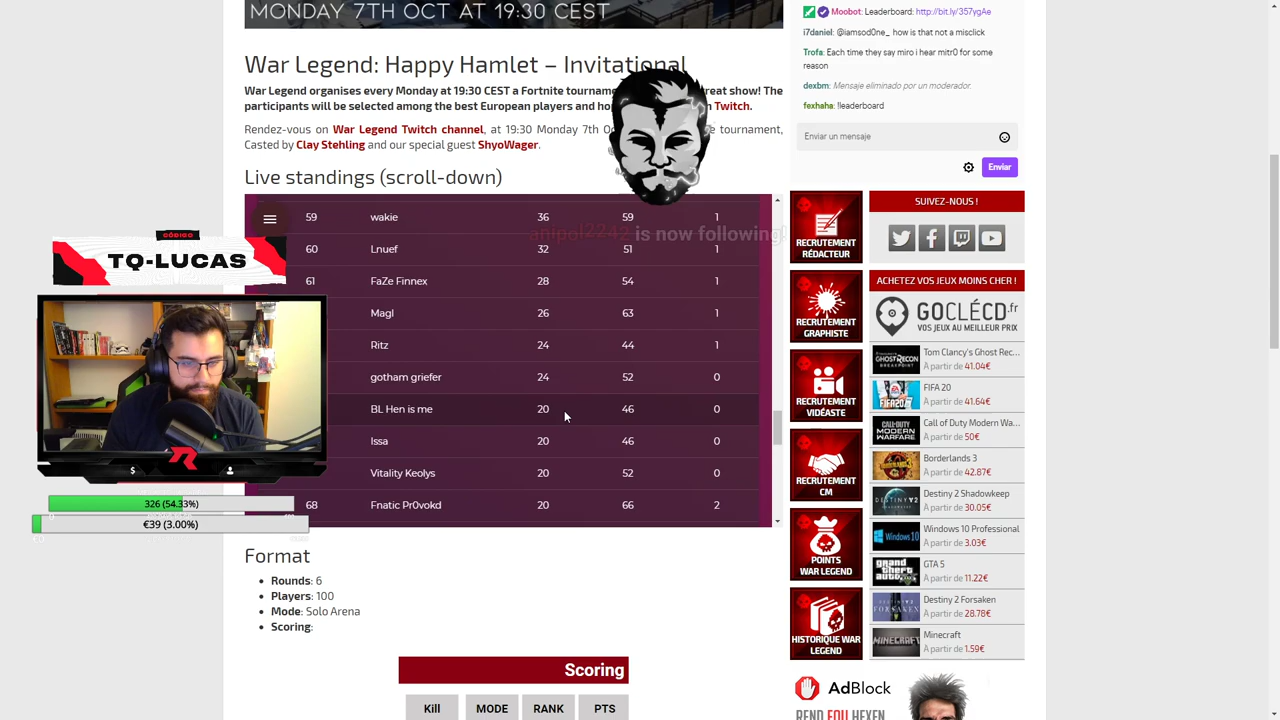 MONDAY 7TH OCT AT 19:30 CEST
War Legend: Happy Hamlet – Invitational
War Legend organises every Monday at 19:30 CEST a Fortnite
participants will be selected among the best European players and
Twitch.
Rendez-vous on War Legend Twitch channel, at 19:30 Monday 7th
tournament,
Casted by Clay Stehling and our special guest ShyoWager.
Live standings (scroll-down)
is now following!
59 wakie 36 59 1
60 Lnuef 32 51 1
61 FaZe Finnex 28 54 1
Magl 26 63 1
Ritz 24 44 1
gotham griefer 24 52 0
BL Hen is me 20 46 0
Issa 20 46 0
Vitality Keolys 20 52 0
68 Fnatic Pr0vokd 20 66 2
CÓDIGO
TQ-LUCAS
326 (54.33%)
€39 (3.00%)
Format
Rounds: 6
Players: 100
Mode: Solo Arena
Scoring:
Scoring
Kill MODE RANK PTS
Moobot: Leaderboard: http://bit.ly/357ygAe
i7daniel: @iamsod0ne_ how is that not a misclick
Trofa: Each time they say miro i hear mitr0 for some
reason
dexbm: Mensaje eliminado por un moderador.
fexhaha: !leaderboard
Enviar un mensaje
Enviar
RECRUTEMENT
RÉDACTEUR
RECRUTEMENT
GRAPHISTE
RECRUTEMENT
VIDÉASTE
RECRUTEMENT
CM
POINTS
WAR LEGEND
HISTORIQUE WAR
LEGEND
SUIVEZ-NOUS !
ACHETEZ VOS JEUX MOINS CHER !
GOCLÉCD.fr
VOS JEUX AU MEILLEUR PRIX
Tom Clancy's Ghost Rec...
À partir de 41.04€
FIFA 20
À partir de 41.64€
Call of Duty Modern Wa...
À partir de 50€
Borderlands 3
À partir de 42.87€
Destiny 2 Shadowkeep
À partir de 30.05€
Windows 10 Professional
À partir de 3.03€
GTA 5
À partir de 11.22€
Destiny 2 Forsaken
À partir de 28.78€
Minecraft
À partir de 1.59€
AdBlock
REND FOU HEXEN